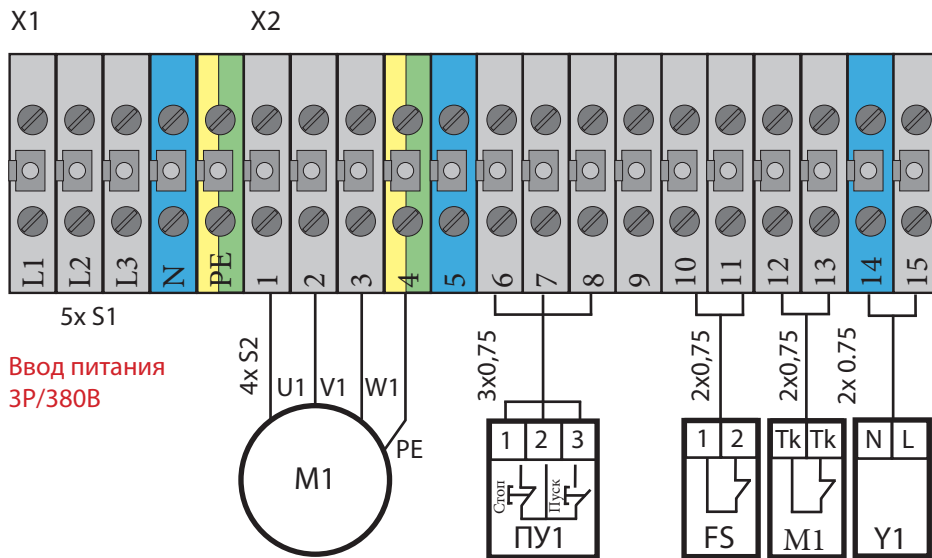 X1 X2
L1 L2 L3 N PE 1 2 3 4 5 6 7 8 9 10 11 12 13 14 15
5x S1
Ввод питания
3Р/380В
4x S2
U1 V1 W1
PE
M1
3x0,75
1 2 3
Стоп
Пуск
ПУ1
2x0,75
1 2
FS
2x0,75
Tk Tk
M1
2x 0.75
N L
Y1